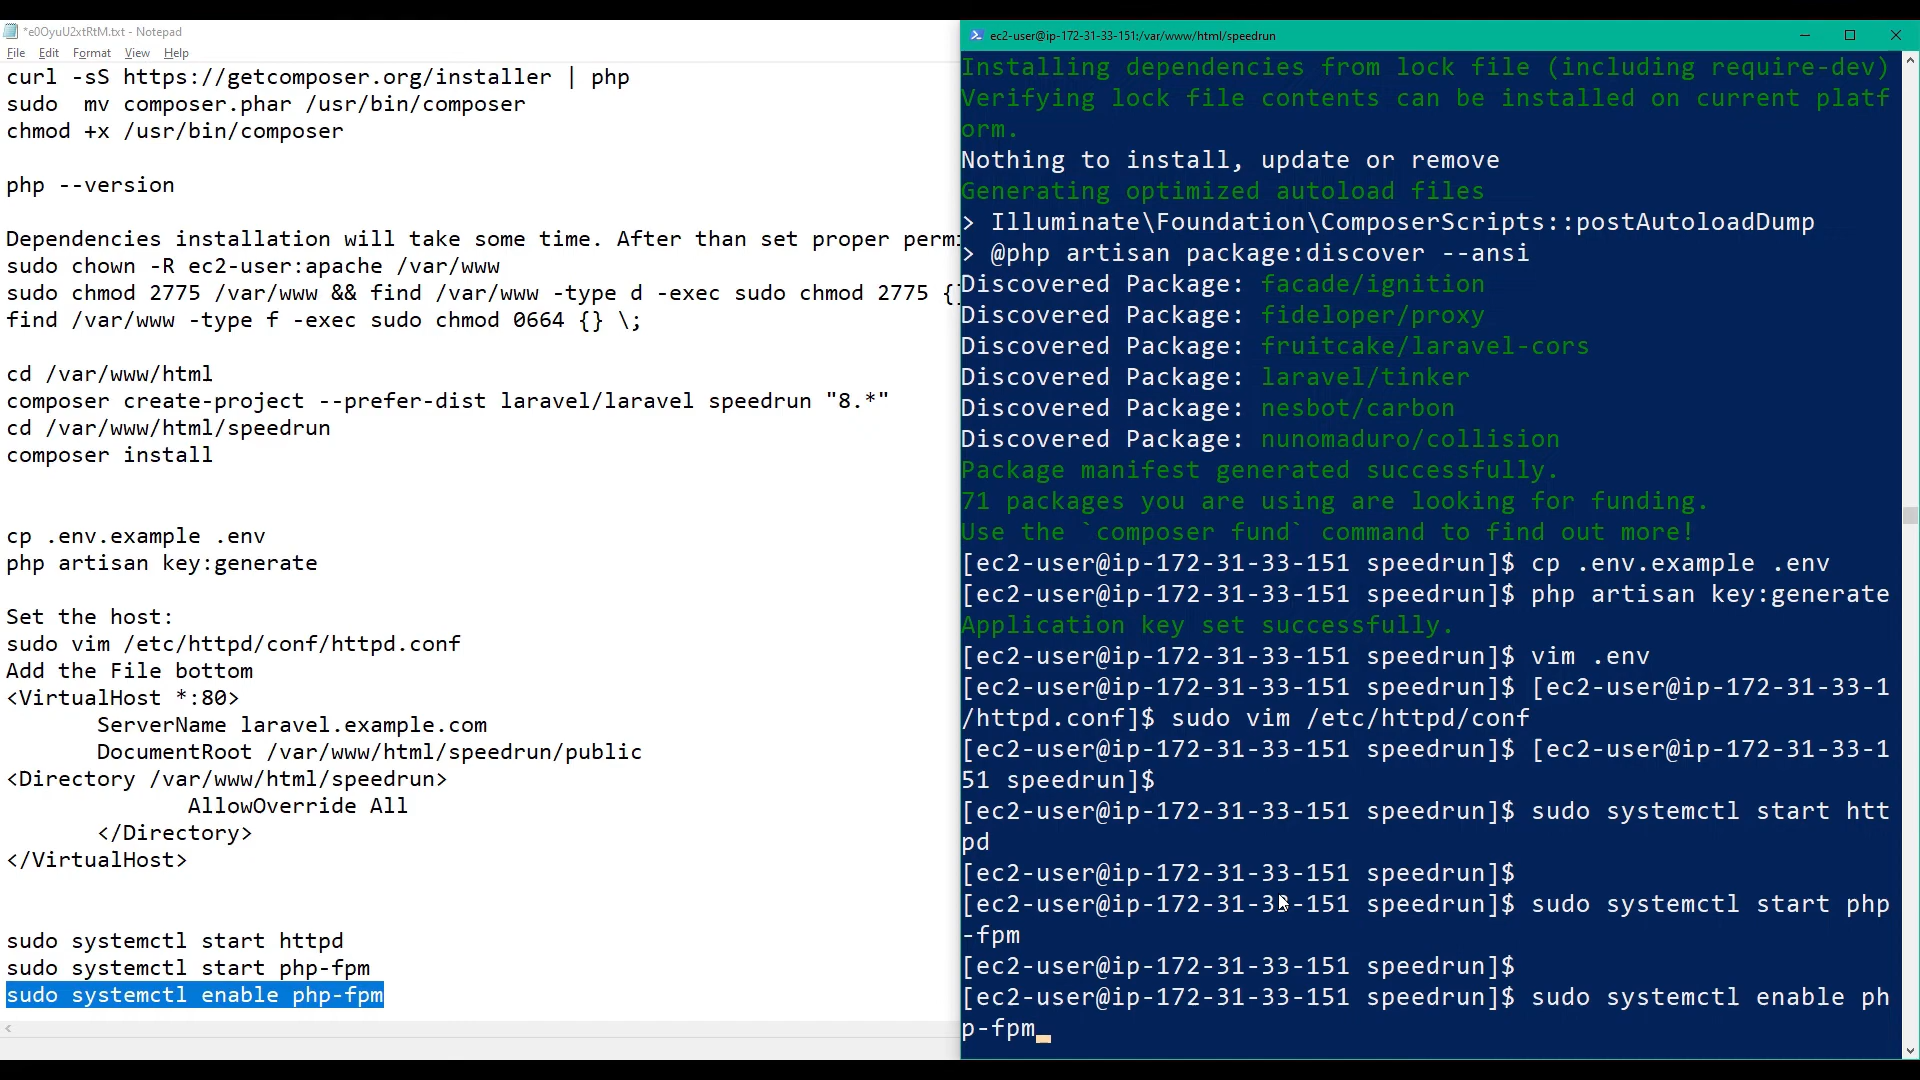 *e0OyuU2xtRtM.txt - Notepad
File Edit Format View Help
curl -sS https://getcomposer.org/installer | php
sudo  mv composer.phar /usr/bin/composer
chmod +x /usr/bin/composer
php --version
Dependencies installation will take some time. After than set proper permi
sudo chown -R ec2-user:apache /var/www
sudo chmod 2775 /var/www && find /var/www -type d -exec sudo chmod 2775 {}
find /var/www -type f -exec sudo chmod 0664 {} \;
cd /var/www/html
composer create-project --prefer-dist laravel/laravel speedrun "8.*"
cd /var/www/html/speedrun
composer install
cp .env.example .env
php artisan key:generate
Set the host:
sudo vim /etc/httpd/conf/httpd.conf
Add the File bottom
<VirtualHost *:80>
ServerName laravel.example.com
DocumentRoot /var/www/html/speedrun/public
<Directory /var/www/html/speedrun>
AllowOverride All
</Directory>
</VirtualHost>
sudo systemctl start httpd
sudo systemctl start php-fpm
sudo systemctl enable php-fpm
ec2-user@ip-172-31-33-151:/var/www/html/speedrun
Installing dependencies from lock file (including require-dev)
Verifying lock file contents can be installed on current platf
orm.
Nothing to install, update or remove
Generating optimized autoload files
> Illuminate\Foundation\ComposerScripts::postAutoloadDump
> @php artisan package:discover --ansi
Discovered Package: facade/ignition
Discovered Package: fideloper/proxy
Discovered Package: fruitcake/laravel-cors
Discovered Package: laravel/tinker
Discovered Package: nesbot/carbon
Discovered Package: nunomaduro/collision
Package manifest generated successfully.
71 packages you are using are looking for funding.
Use the `composer fund` command to find out more!
[ec2-user@ip-172-31-33-151 speedrun]$ cp .env.example .env
[ec2-user@ip-172-31-33-151 speedrun]$ php artisan key:generate
Application key set successfully.
[ec2-user@ip-172-31-33-151 speedrun]$ vim .env
[ec2-user@ip-172-31-33-151 speedrun]$ [ec2-user@ip-172-31-33-1
/httpd.conf]$ sudo vim /etc/httpd/conf
[ec2-user@ip-172-31-33-151 speedrun]$ [ec2-user@ip-172-31-33-1
51 speedrun]$
[ec2-user@ip-172-31-33-151 speedrun]$ sudo systemctl start htt
pd
[ec2-user@ip-172-31-33-151 speedrun]$
[ec2-user@ip-172-31-33-151 speedrun]$ sudo systemctl start php
-fpm
[ec2-user@ip-172-31-33-151 speedrun]$
[ec2-user@ip-172-31-33-151 speedrun]$ sudo systemctl enable ph
p-fpm